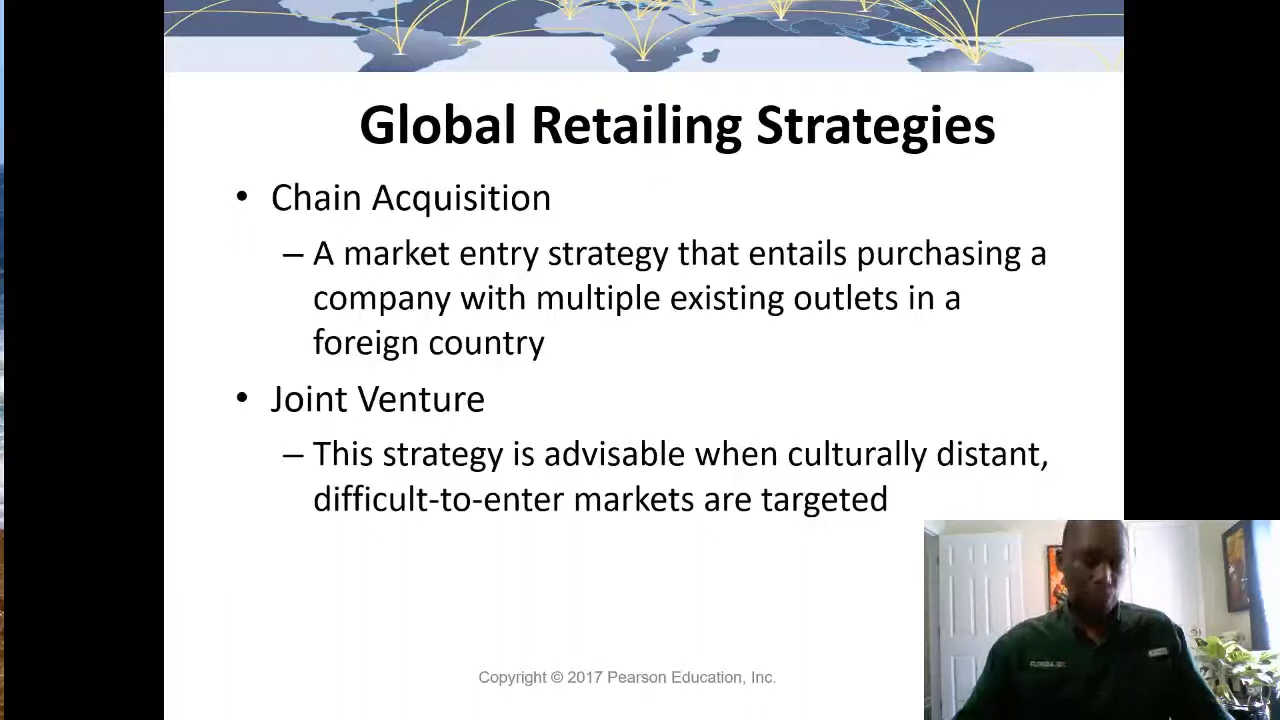 Global Retailing Strategies
• Chain Acquisition
– A market entry strategy that entails purchasing a
company with multiple existing outlets in a
foreign country
• Joint Venture
– This strategy is advisable when culturally distant,
difficult-to-enter markets are targeted
Copyright © 2017 Pearson Education, Inc.